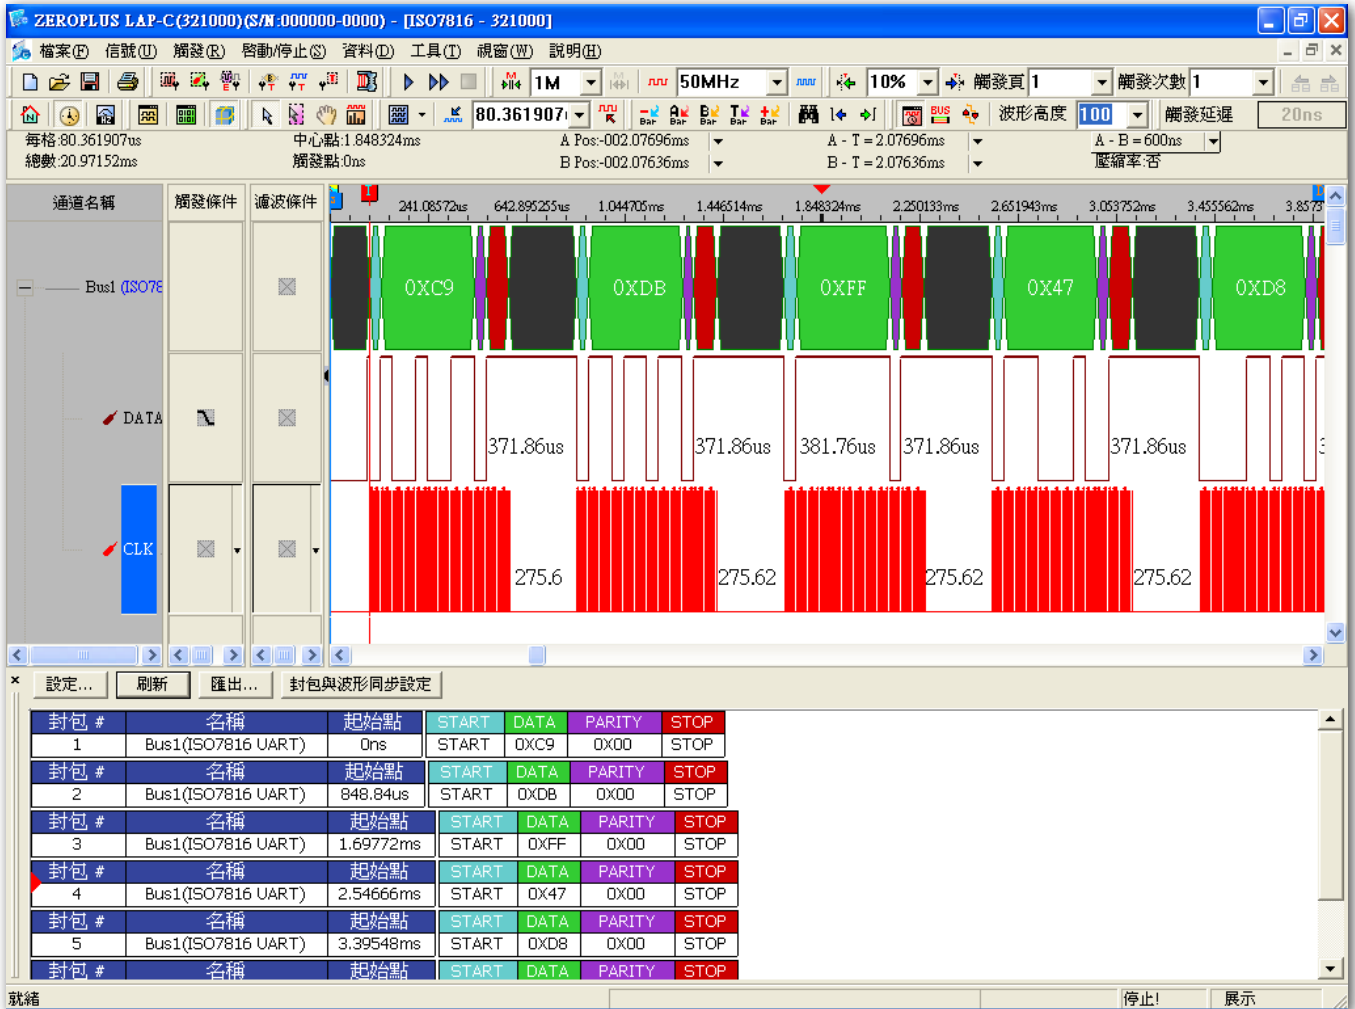 ZEROPLUS LAP-C(321000)(S/N:000000-0000) - [ISO7816 - 321000]
檔案(F) 信號(U) 觸發(R) 啓動/停止(S) 資料(D) 工具(T) 視窗(W) 説明(H)
1M 50MHz 10% 觸發頁 1 觸發次數 1
80.361907 波形高度 100 觸發延遲 20ns
每格:80.361907us 中心點:1.848324ms A Pos:-002.07696ms A - T = 2.07696ms A - B = 600ns
總數:20.97152ms 觸發點:0ns B Pos:-002.07636ms B - T = 2.07636ms 壓縮率:否
通道名稱 觸發條件 濾波條件
241.08572us 642.895255us 1.044705ms 1.446514ms 1.848324ms 2.250133ms 2.651943ms 3.053752ms 3.455562ms 3.8573
Bus1 (ISO78 0XC9 0XDB 0XFF 0X47 0XD8
DATA
371.86us 371.86us 381.76us 371.86us 371.86us
CLK
275.6 275.62 275.62 275.62
設定... 刷新 匯出... 封包與波形同步設定
封包 # 名稱 起始點 START DATA PARITY STOP
1 Bus1(ISO7816 UART) 0ns START 0XC9 0X00 STOP
封包 # 名稱 起始點 START DATA PARITY STOP
2 Bus1(ISO7816 UART) 848.84us START 0XDB 0X00 STOP
封包 # 名稱 起始點 START DATA PARITY STOP
3 Bus1(ISO7816 UART) 1.69772ms START 0XFF 0X00 STOP
封包 # 名稱 起始點 START DATA PARITY STOP
4 Bus1(ISO7816 UART) 2.54666ms START 0X47 0X00 STOP
封包 # 名稱 起始點 START DATA PARITY STOP
5 Bus1(ISO7816 UART) 3.39548ms START 0XD8 0X00 STOP
封包 # 名稱 起始點 START DATA PARITY STOP
就緒 停止! 展示